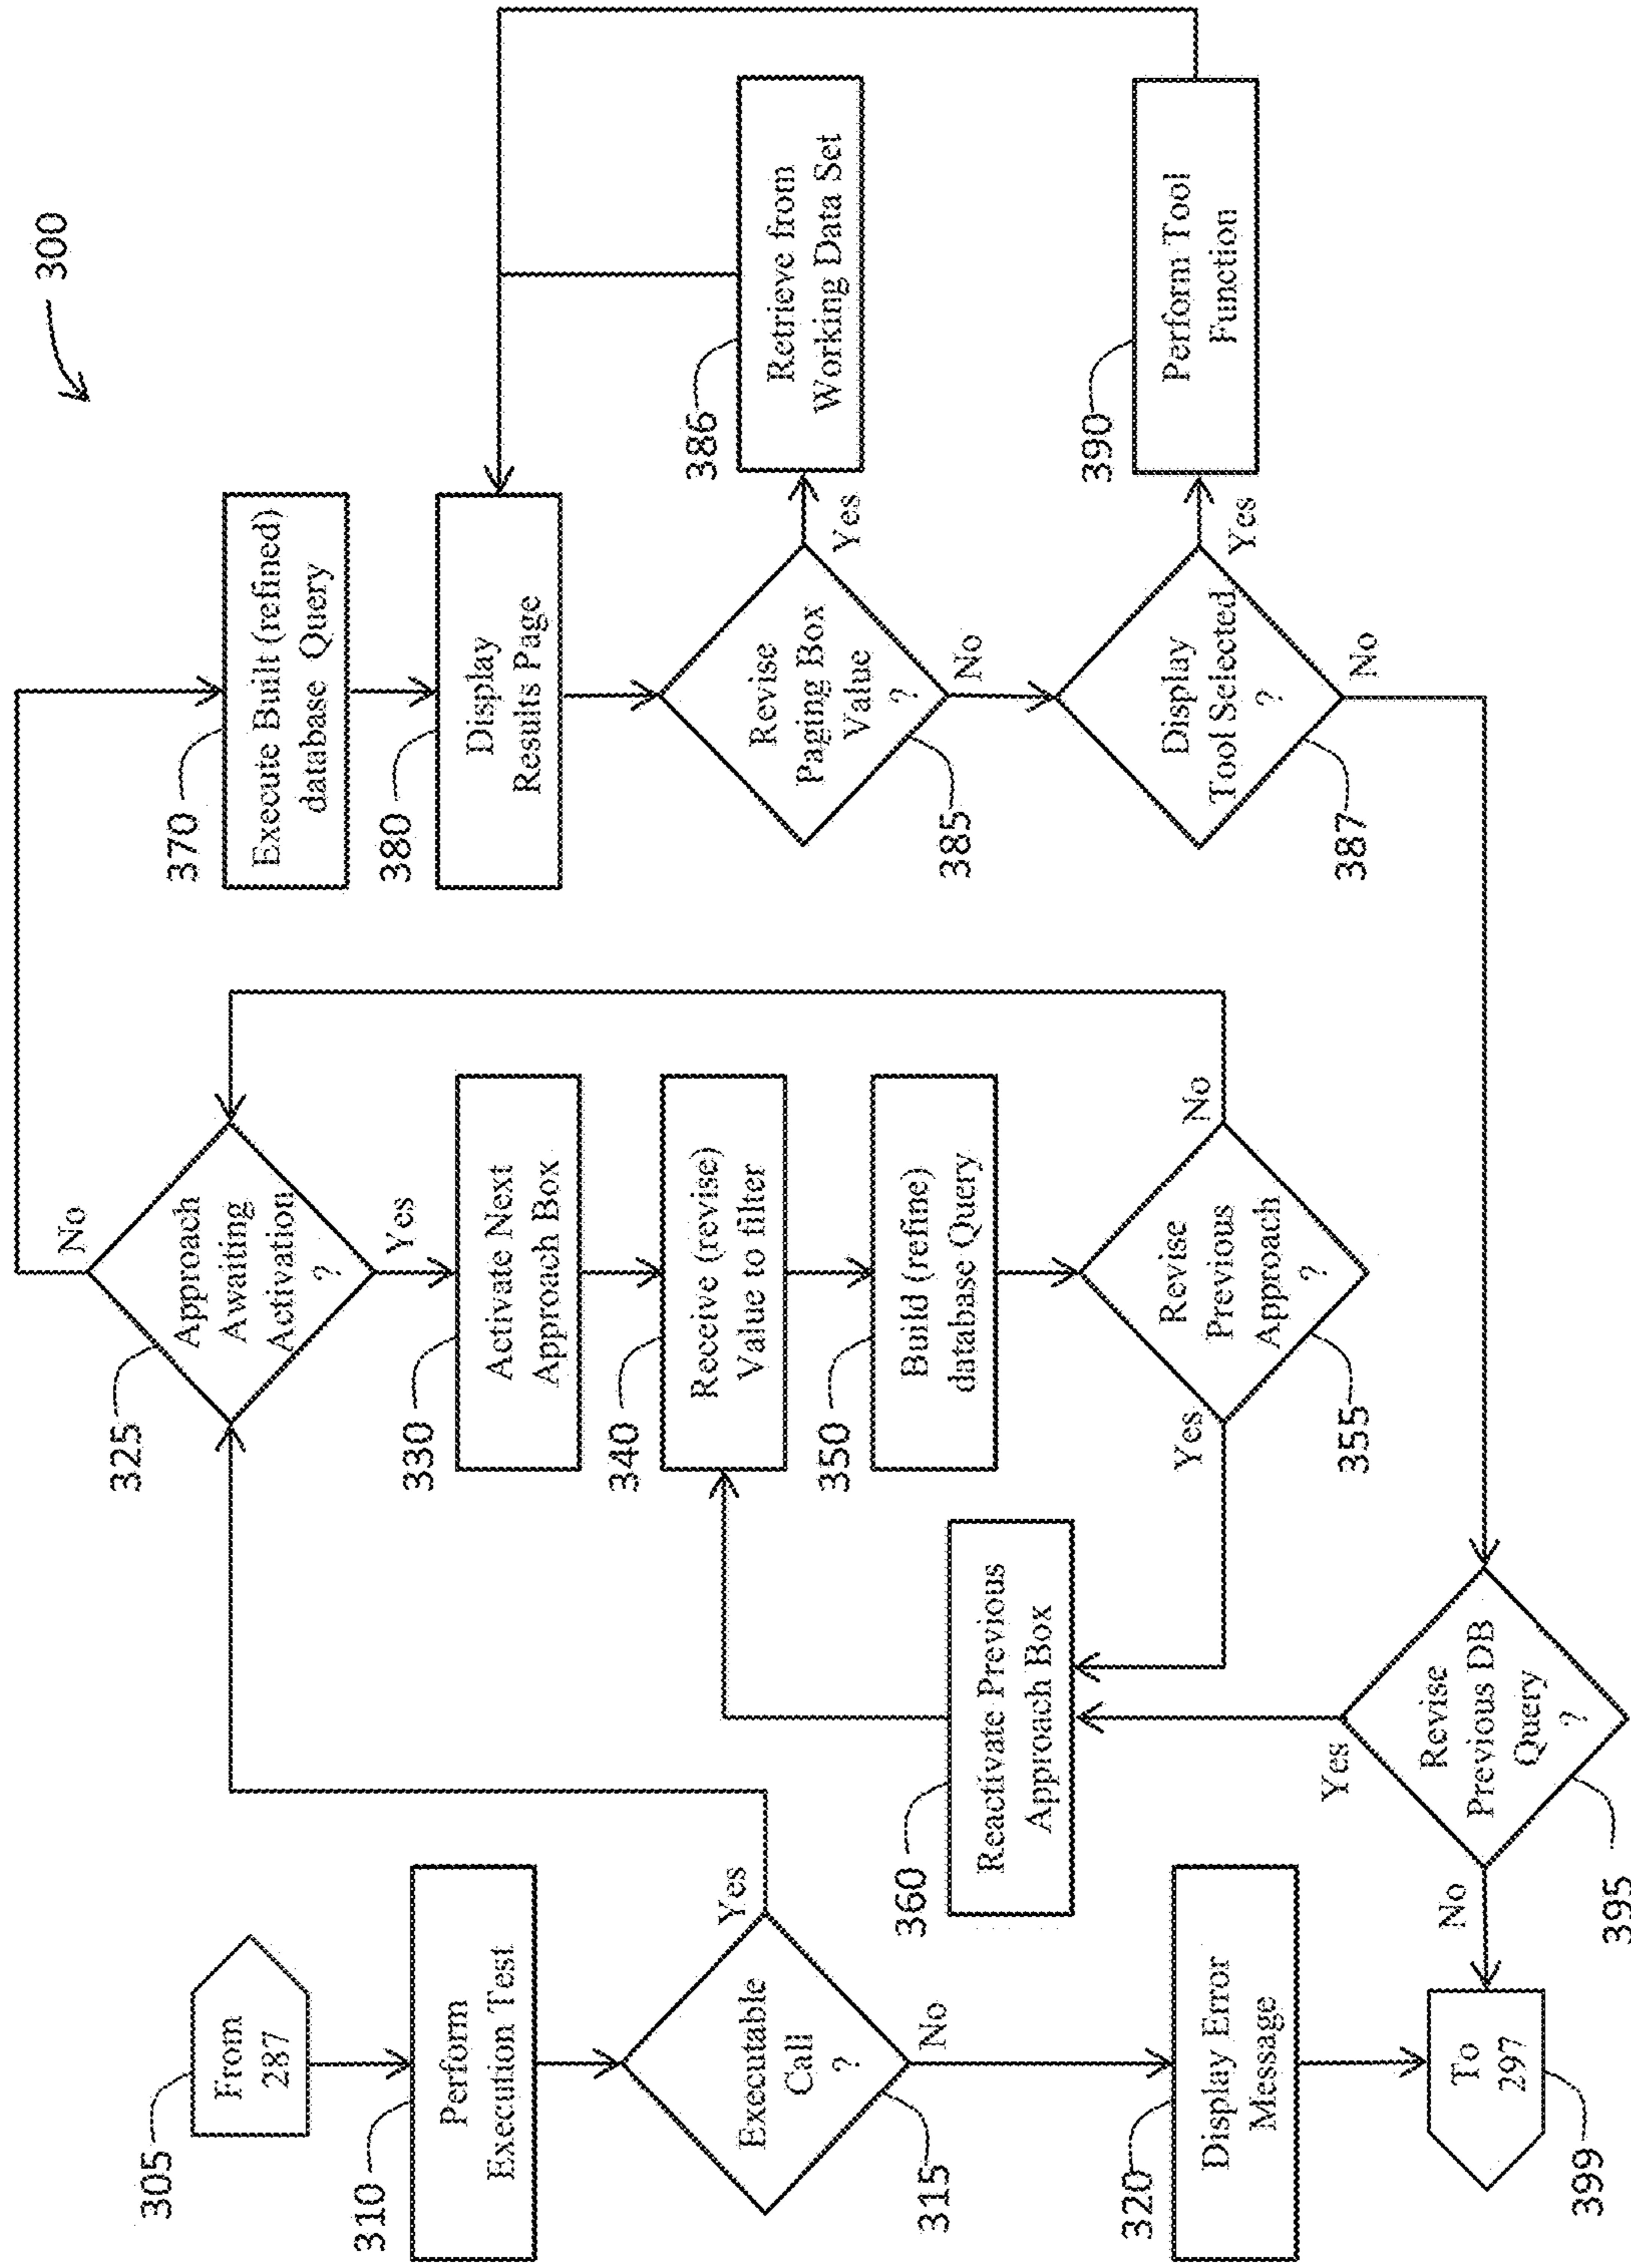 300
305
From
287
310
Perform
Execution Test
Executable
Call
?
Yes
No
315
320
Display Error
Message
To
297
399
325
Approach
Awaiting
Activation
?
No
Yes
330
Activate Next
Approach Box
340
Receive (revise)
Value to filter
350
Build (refine)
database Query
Revise
Previous
Approach
?
Yes
No
355
360
Reactivate Previous
Approach Box
Revise
Previous DB
Query
?
Yes
No
395
370
Execute Built (refined)
database Query
380
Display
Results Page
Revise
Paging Box
Value
?
Yes
No
385
386
Retrieve from
Working Data Set
Display
Tool Selected
?
Yes
No
387
390
Perform Tool
Function